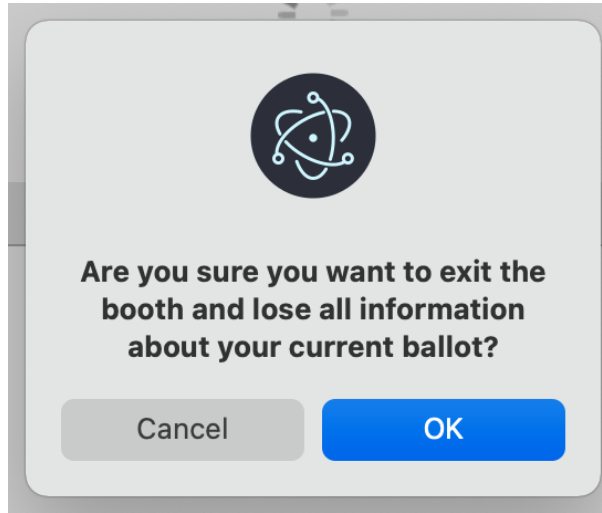 Are you sure you want to exit the
booth and lose all information
about your current ballot?
Cancel
OK